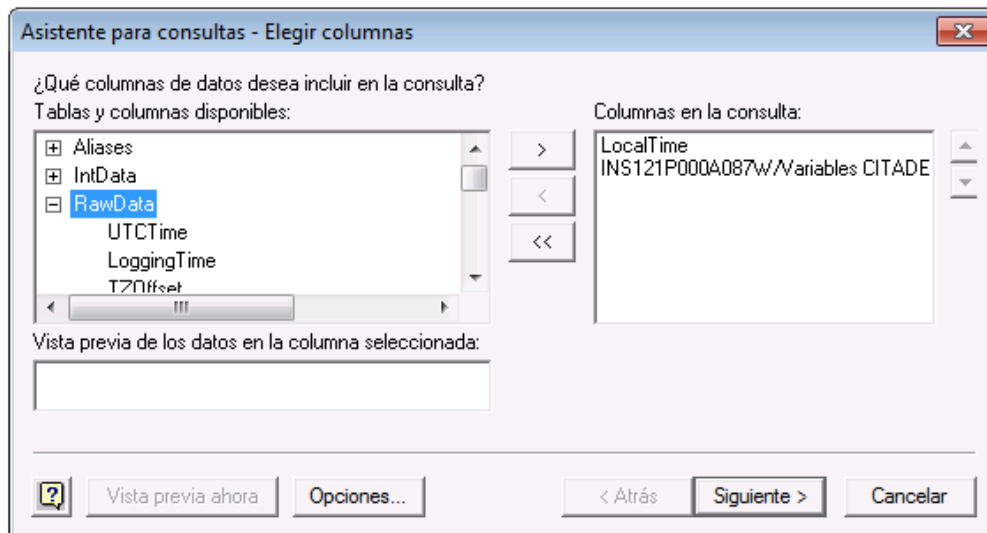 Asistente para consultas - Elegir columnas
¿Qué columnas de datos desea incluir en la consulta?
Tablas y columnas disponibles:
Aliases
IntData
RawData
UTCTime
LoggingTime
TZOffset
>
<
<<
Columnas en la consulta:
LocalTime
INS121P000A087W/Variables CITADE
Vista previa de los datos en la columna seleccionada:
?
Vista previa ahora
Opciones...
< Atrás
Siguiente >
Cancelar